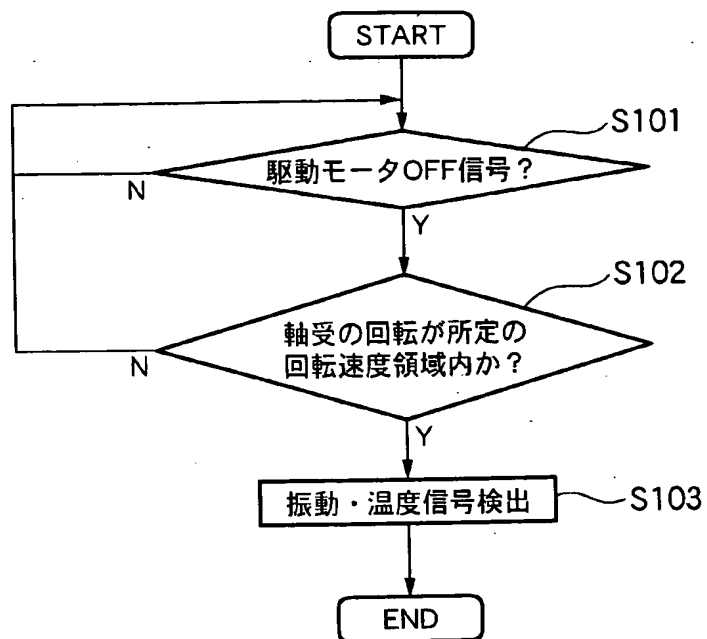 START
S101
駆動モータOFF信号？
N
Y
S102
軸受の回転が所定の
回転速度領域内か？
N
Y
振動・温度信号検出
S103
END